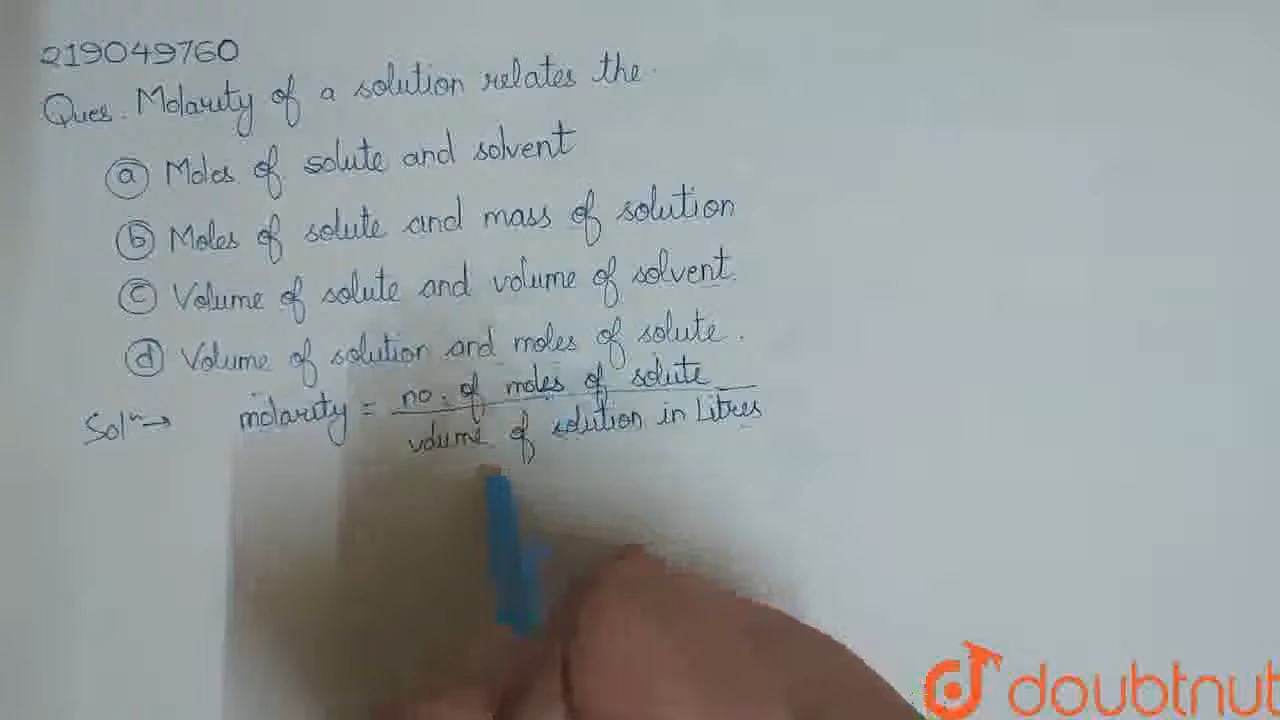 219049760
Ques. Molarity of a solution relates the
ⓐ Moles of solute and solvent
ⓑ Moles of solute and mass of solution
ⓒ Volume of solute and volume of solvent.
ⓓ Volume of solution and moles of solute.
Solⁿ→ molarity = no. of moles of solute
volume of solution in Litres
doubtnut